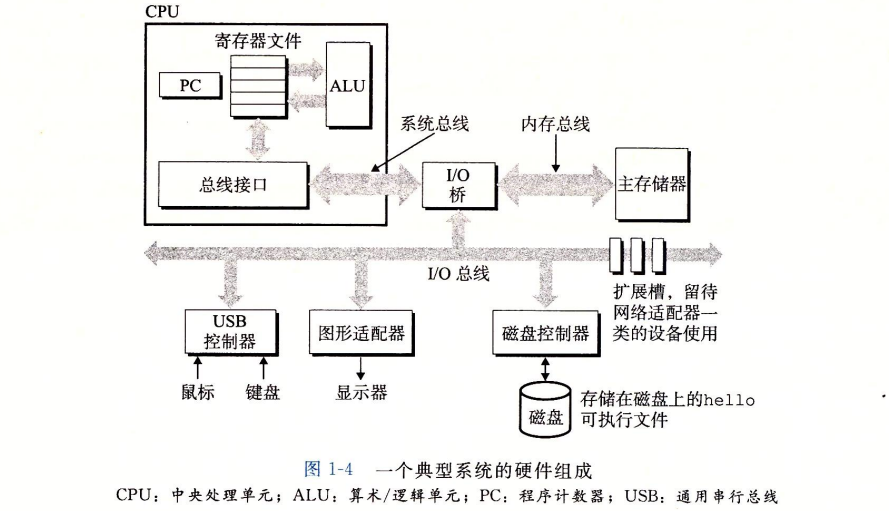 CPU
寄存器文件
PC
ALU
系统总线
内存总线
总线接口
I/O
桥
主存储器
I/O 总线
扩展槽，留待
网络适配器一
类的设备使用
USB
控制器
图形适配器
磁盘控制器
鼠标
键盘
显示器
磁盘
存储在磁盘上的hello
可执行文件
图 1-4 一个典型系统的硬件组成
CPU：中央处理单元；ALU：算术/逻辑单元；PC：程序计数器；USB：通用串行总线